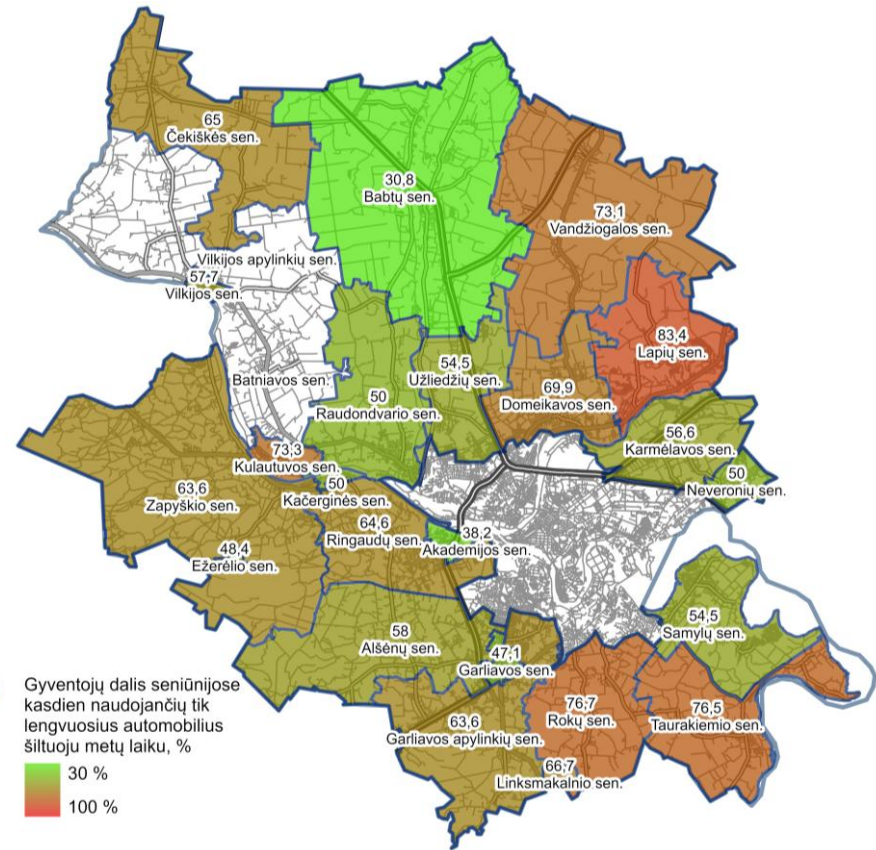 65
Čekiškės sen.
30,8
Babtų sen.
73,1
Vandžiogalos sen.
Vilkijos apylinkių sen.
57,7
Vilkijos sen.
83,4
Lapių sen.
54,5
Užliedžių sen.
Batniavos sen.
50
Raudondvario sen.
69,9
Domeikavos sen.
56,6
Karmėlavos sen.
73,3
Kulautuvos sen.
50
Neveronių sen.
50
Kačerginės sen.
63,6
Zapyškio sen.
64,6
Ringaudų sen.
38,2
Akademijos sen.
48,4
Ežerėlio sen.
54,5
Samylų sen.
58
Alšėnų sen.
47,1
Garliavos sen.
Gyventojų dalis seniūnijose
kasdien naudojančių tik
lengvuosius automobilius
šiltuoju metų laiku, %
30 %
100 %
63,6
Garliavos apylinkių sen.
76,7
Rokų sen.
76,5
Taurakiemio sen.
66,7
Linksmakalnio sen.